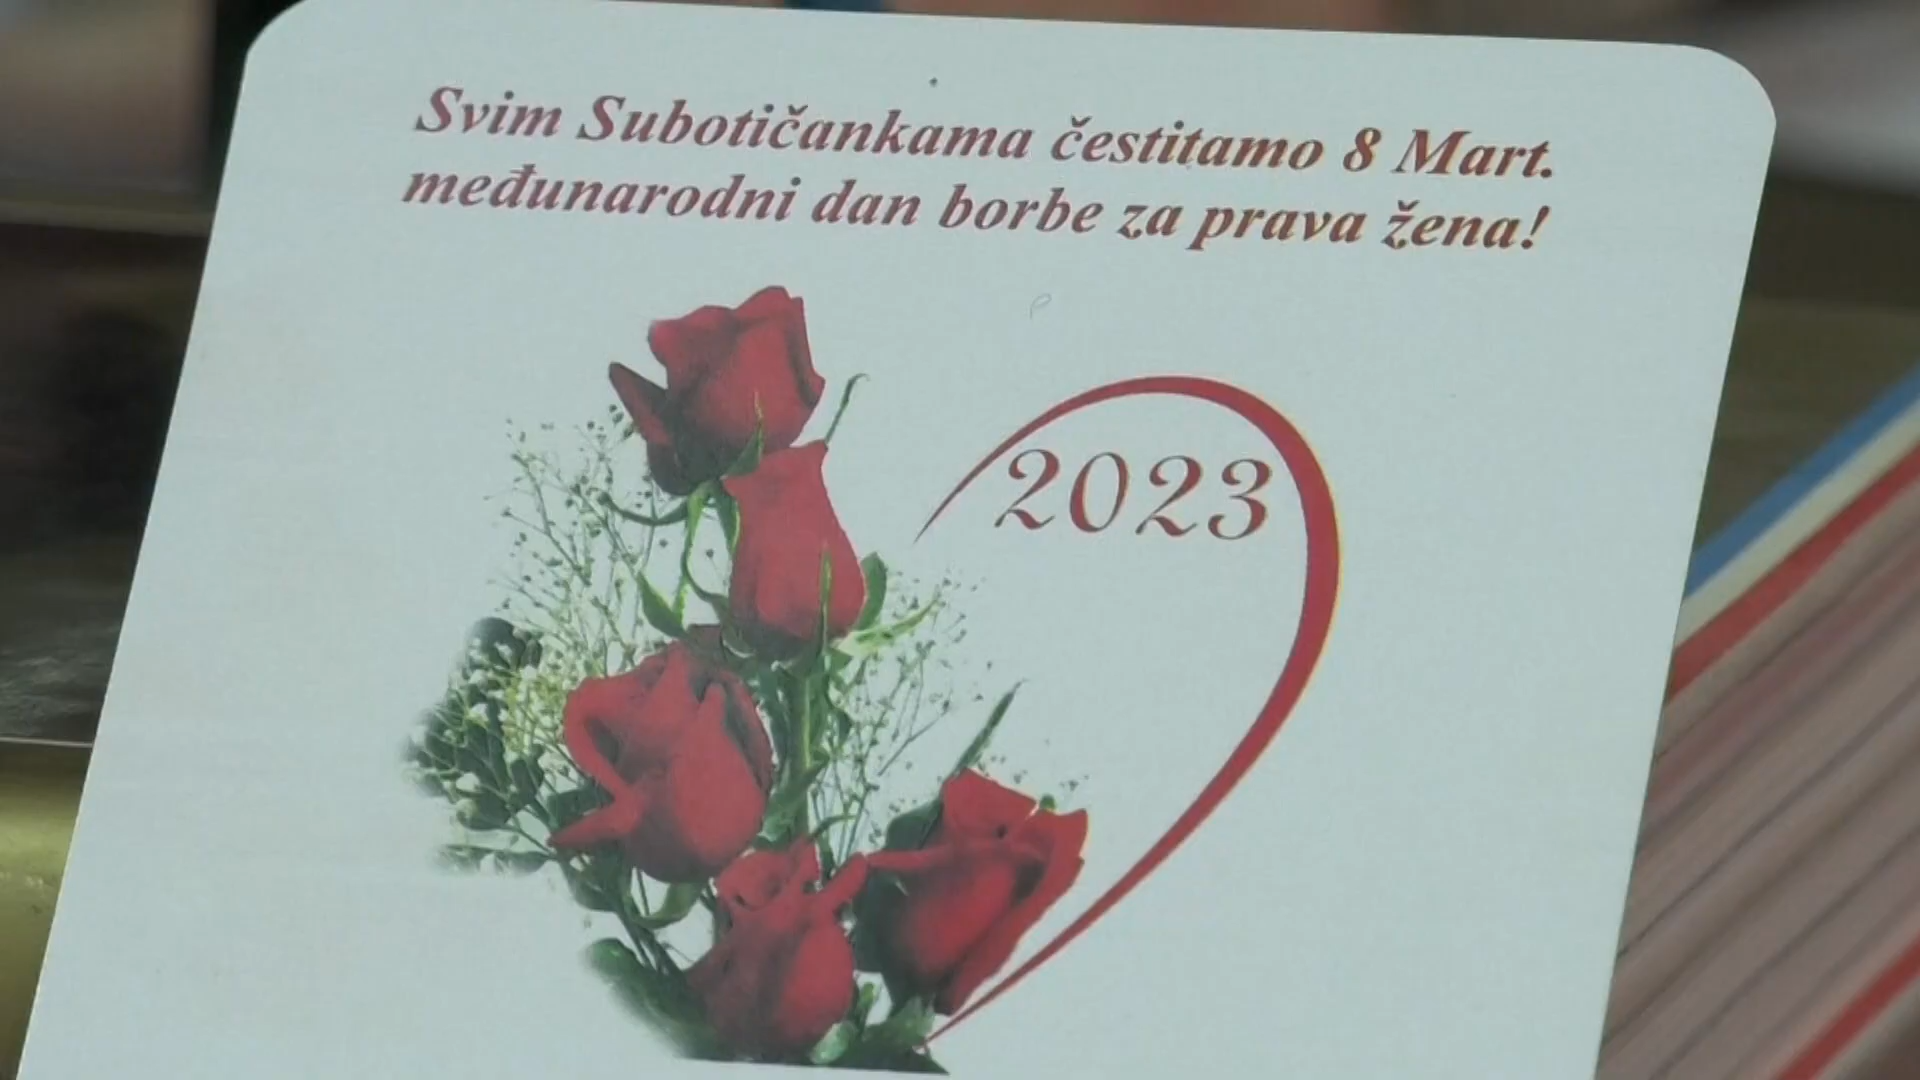 Svim Subotičankama čestitamo 8 Mart.
međunarodni dan borbe za prava žena!
2023